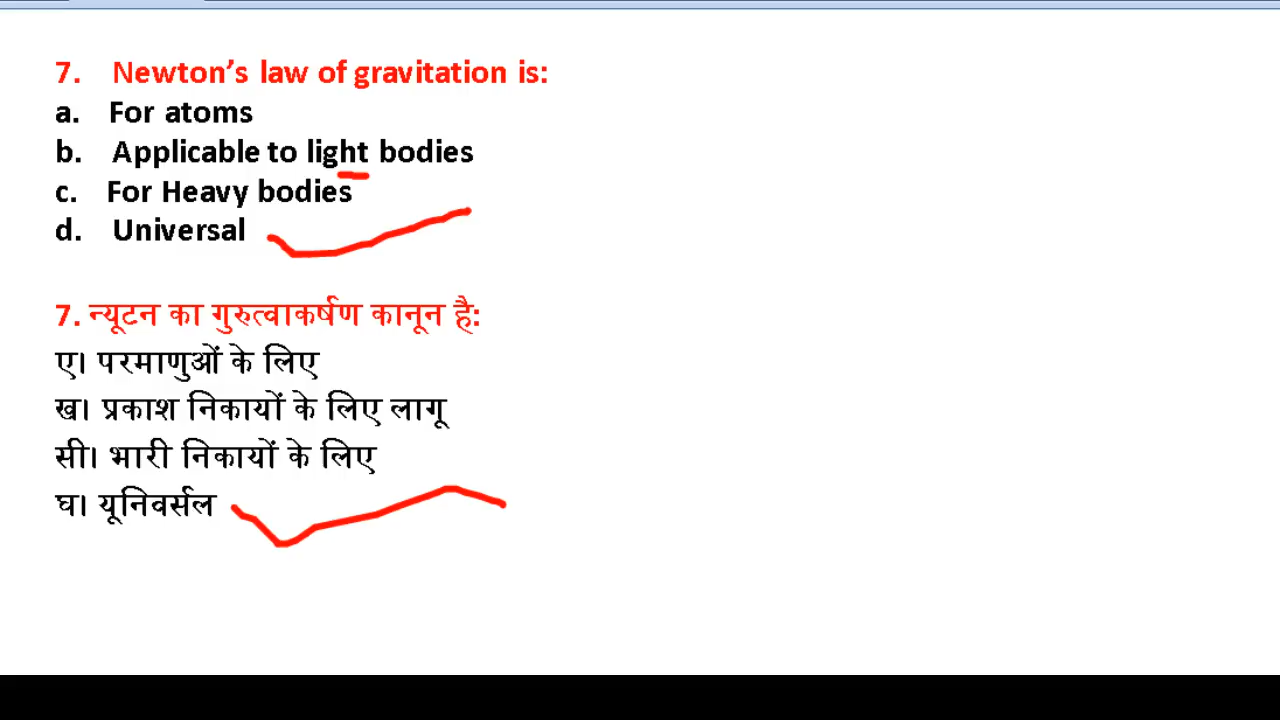 7. Newton’s law of gravitation is:
a. For atoms
b. Applicable to light bodies
c. For Heavy bodies
d. Universal
7. न्यूटन का गुरुत्वाकर्षण कानून है:
ए। परमाणुओं के लिए
ख। प्रकाश निकायों के लिए लागू
सी। भारी निकायों के लिए
घ। यूनिवर्सल